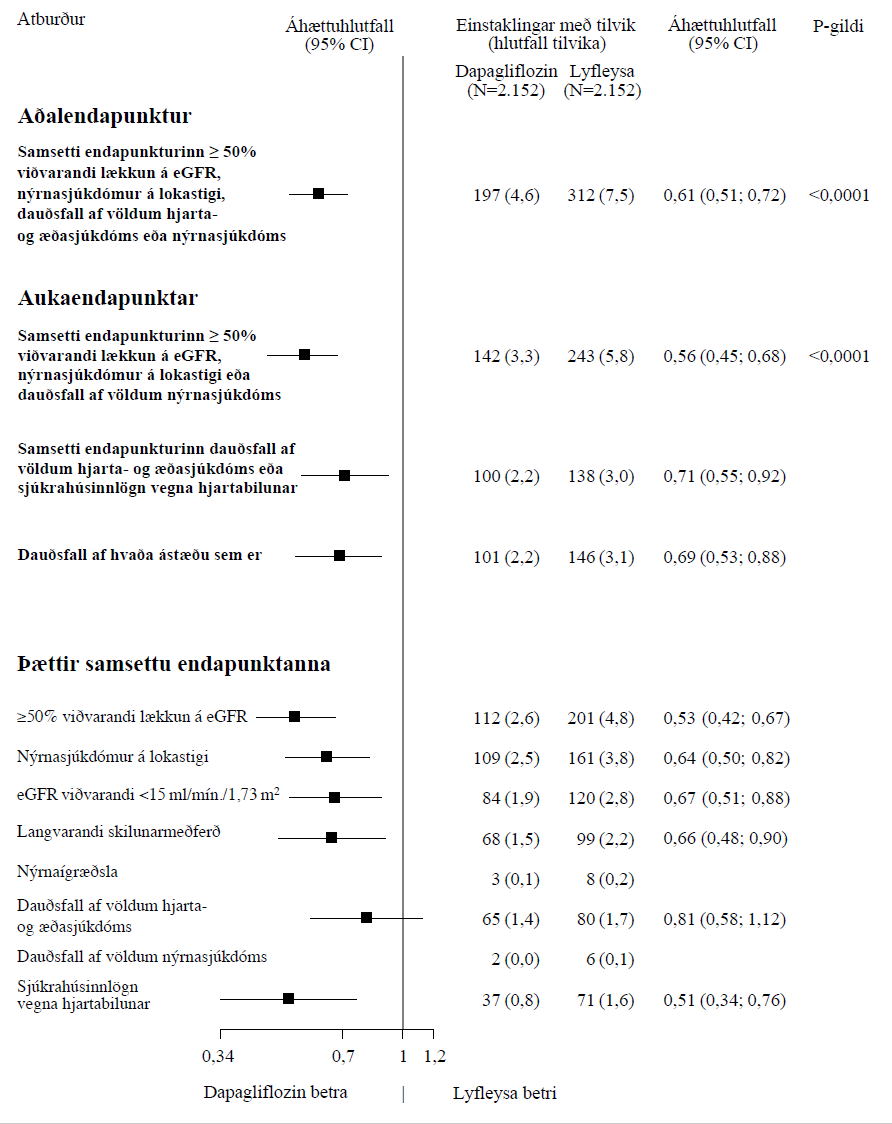 Atburður
Áhættuhlutfall
(95% CI)
Einstaklingar með tilvik
(hlutfall tilvika)
Áhættuhlutfall
(95% CI)
P-gildi
Dapagliflozin
(N=2.152)
Lyfleysa
(N=2.152)
Aðalendapunktur
Samsetti endapunkturinn ≥ 50%
viðvarandi lækkun á eGFR,
nýrnasjúkdómur á lokastigi,
dauðsfall af völdum hjarta-
og æðasjúkdóms eða nýrnasjúkdóms
197 (4,6) 312 (7,5) 0,61 (0,51; 0,72) <0,0001
Aukaendapunktar
Samsetti endapunkturinn ≥ 50%
viðvarandi lækkun á eGFR,
nýrnasjúkdómur á lokastigi eða
dauðsfall af völdum nýrnasjúkdóms
142 (3,3) 243 (5,8) 0,56 (0,45; 0,68) <0,0001
Samsetti endapunkturinn dauðsfall af
völdum hjarta- og æðasjúkdóms eða
sjúkrahúsinnlögn vegna hjartabilunar
100 (2,2) 138 (3,0) 0,71 (0,55; 0,92)
Dauðsfall af hvaða ástæðu sem er 101 (2,2) 146 (3,1) 0,69 (0,53; 0,88)
Þættir samsettu endapunktanna
≥50% viðvarandi lækkun á eGFR 112 (2,6) 201 (4,8) 0,53 (0,42; 0,67)
Nýrnasjúkdómur á lokastigi 109 (2,5) 161 (3,8) 0,64 (0,50; 0,82)
eGFR viðvarandi <15 ml/mín./1,73 m² 84 (1,9) 120 (2,8) 0,67 (0,51; 0,88)
Langvarandi skilunarmeðferð 68 (1,5) 99 (2,2) 0,66 (0,48; 0,90)
Nýrnaígræðsla 3 (0,1) 8 (0,2)
Dauðsfall af völdum hjarta-
og æðasjúkdóms
65 (1,4) 80 (1,7) 0,81 (0,58; 1,12)
Dauðsfall af völdum nýrnasjúkdóms 2 (0,0) 6 (0,1)
Sjúkrahúsinnlögn
vegna hjartabilunar
37 (0,8) 71 (1,6) 0,51 (0,34; 0,76)
0,34 0,7 1 1,2
Dapagliflozin betra | Lyfleysa betri